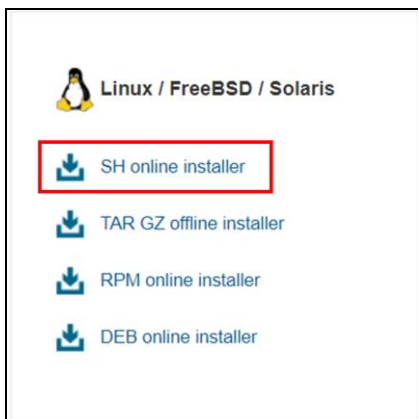 Linux / FreeBSD / Solaris
SH online installer
TAR GZ offline installer
RPM online installer
DEB online installer